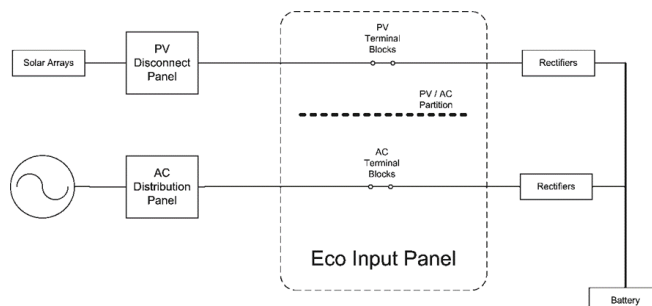 Solar Arrays
PV
Disconnect
Panel
PV
Terminal
Blocks
Rectifiers
PV / AC
Partition
AC
Distribution
Panel
AC
Terminal
Blocks
Rectifiers
Eco Input Panel
Battery